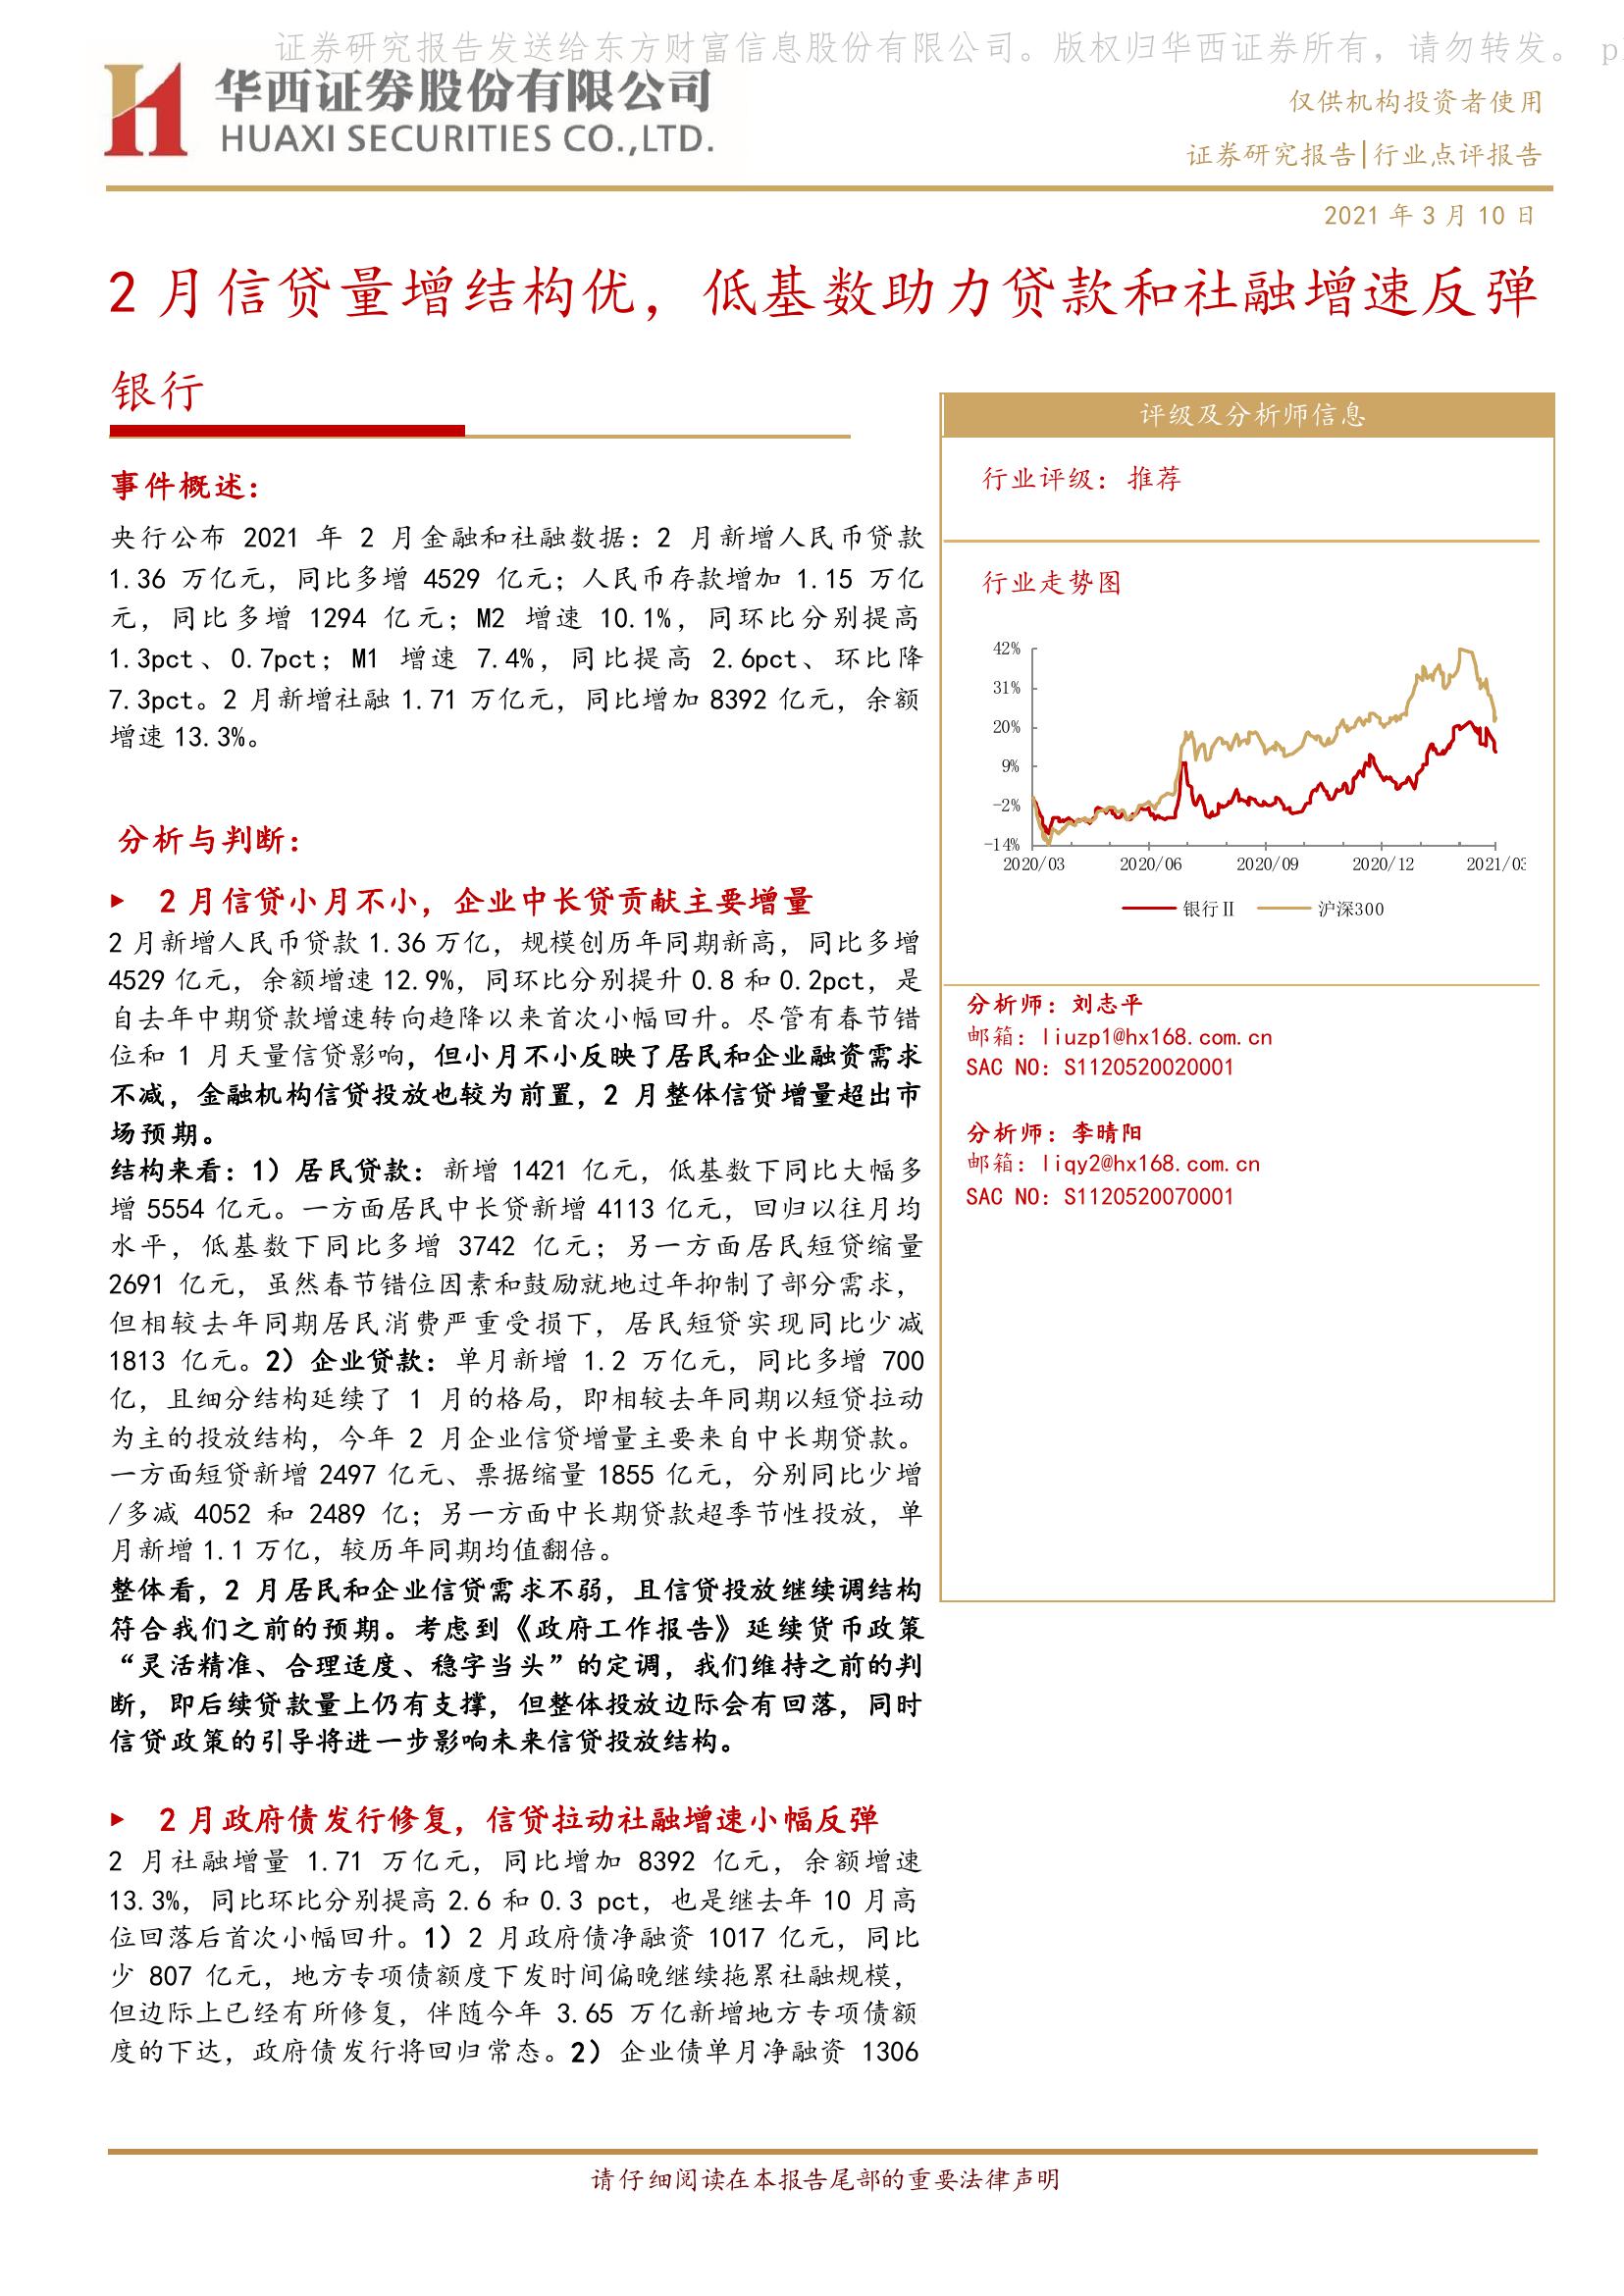 证券研究报告发送给东方财富信息股份有限公司。版权归华西证券所有，请勿转发。 p
华西证券股份有限公司
HUAXI SECURITIES CO.,LTD.
仅供机构投资者使用
证券研究报告|行业点评报告
2021 年 3 月 10 日
2 月信贷量增结构优，低基数助力贷款和社融增速反弹
银行
事件概述：
央行公布 2021 年 2 月金融和社融数据：2 月新增人民币贷款
1.36 万亿元，同比多增 4529 亿元；人民币存款增加 1.15 万亿
元，同比多增 1294 亿元；M2 增速 10.1%，同环比分别提高
1.3pct、0.7pct；M1 增速 7.4%，同比提高 2.6pct、环比降
7.3pct。2 月新增社融 1.71 万亿元，同比增加 8392 亿元，余额
增速 13.3%。
分析与判断：
► 2 月信贷小月不小，企业中长贷贡献主要增量
2 月新增人民币贷款 1.36 万亿，规模创历年同期新高，同比多增
4529 亿元，余额增速 12.9%，同环比分别提升 0.8 和 0.2pct，是
自去年中期贷款增速转向趋降以来首次小幅回升。尽管有春节错
位和 1 月天量信贷影响，但小月不小反映了居民和企业融资需求
不减，金融机构信贷投放也较为前置，2 月整体信贷增量超出市
场预期。
结构来看：1）居民贷款：新增 1421 亿元，低基数下同比大幅多
增 5554 亿元。一方面居民中长贷新增 4113 亿元，回归以往月均
水平，低基数下同比多增 3742 亿元；另一方面居民短贷缩量
2691 亿元，虽然春节错位因素和鼓励就地过年抑制了部分需求，
但相较去年同期居民消费严重受损下，居民短贷实现同比少减
1813 亿元。2）企业贷款：单月新增 1.2 万亿元，同比多增 700
亿，且细分结构延续了 1 月的格局，即相较去年同期以短贷拉动
为主的投放结构，今年 2 月企业信贷增量主要来自中长期贷款。
一方面短贷新增 2497 亿元、票据缩量 1855 亿元，分别同比少增
/多减 4052 和 2489 亿；另一方面中长期贷款超季节性投放，单
月新增 1.1 万亿，较历年同期均值翻倍。
整体看，2 月居民和企业信贷需求不弱，且信贷投放继续调结构
符合我们之前的预期。考虑到《政府工作报告》延续货币政策
“灵活精准、合理适度、稳字当头”的定调，我们维持之前的判
断，即后续贷款量上仍有支撑，但整体投放边际会有回落，同时
信贷政策的引导将进一步影响未来信贷投放结构。
► 2 月政府债发行修复，信贷拉动社融增速小幅反弹
2 月社融增量 1.71 万亿元，同比增加 8392 亿元，余额增速
13.3%，同比环比分别提高 2.6 和 0.3 pct，也是继去年 10 月高
位回落后首次小幅回升。1）2 月政府债净融资 1017 亿元，同比
少 807 亿元，地方专项债额度下发时间偏晚继续拖累社融规模，
但边际上已经有所修复，伴随今年 3.65 万亿新增地方专项债额
度的下达，政府债发行将回归常态。2）企业债单月净融资 1306
评级及分析师信息
行业评级：推荐
行业走势图
42%
31%
20%
9%
-2%
-14%
2020/03 2020/06 2020/09 2020/12 2021/03
银行Ⅱ 沪深300
分析师：刘志平
邮箱：liuzp1@hx168.com.cn
SAC NO：S1120520020001
分析师：李晴阳
邮箱：liqy2@hx168.com.cn
SAC NO：S1120520070001
请仔细阅读在本报告尾部的重要法律声明